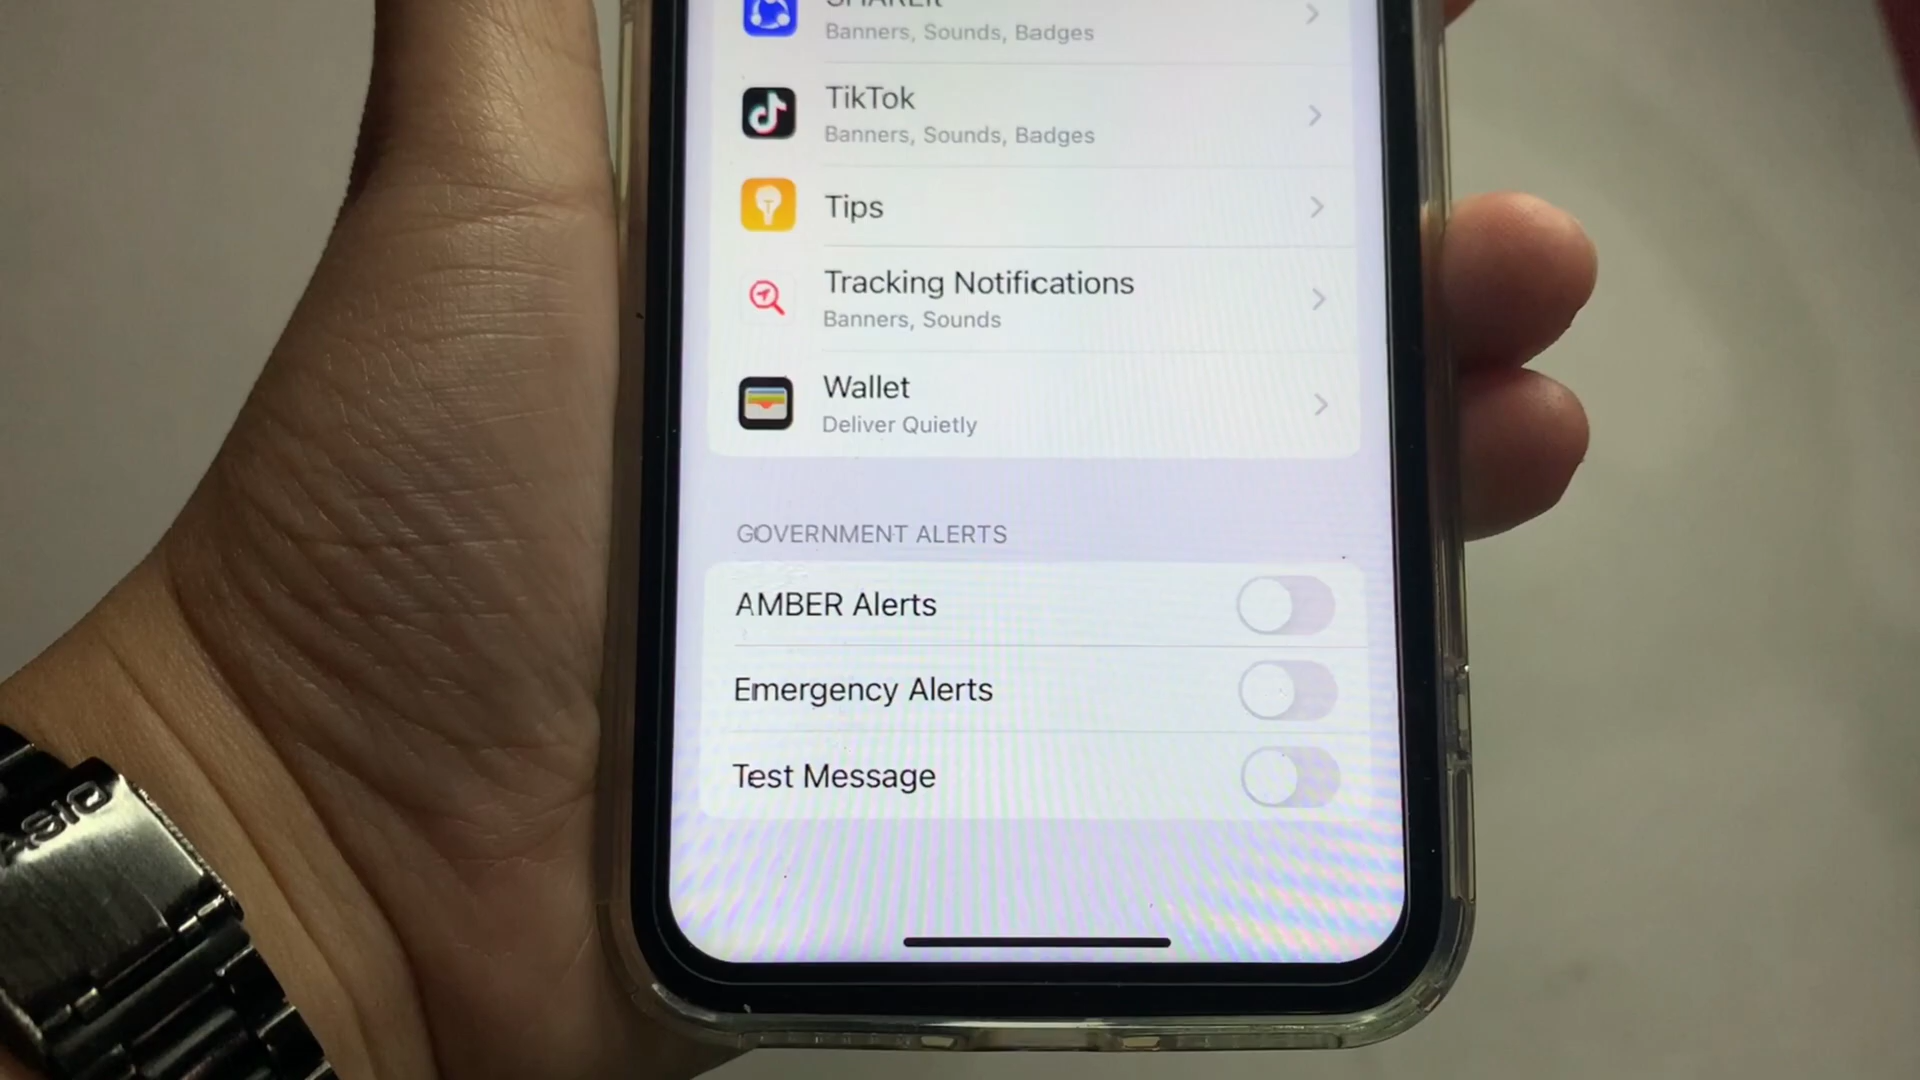 Banners, Sounds, Badges
TikTok
Banners, Sounds, Badges
Tips
Tracking Notifications
Banners, Sounds
Wallet
Deliver Quietly
GOVERNMENT ALERTS
AMBER Alerts
Emergency Alerts
Test Message